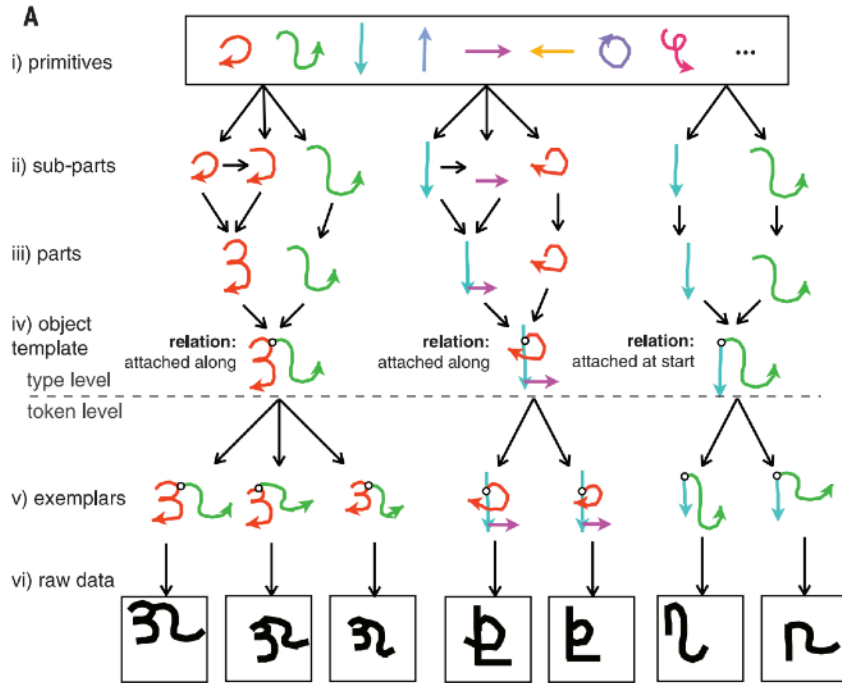 A
i) primitives
...
ii) sub-parts
iii) parts
iv) object
template
relation:
attached along
relation:
attached along
relation:
attached at start
type level
token level
v) exemplars
vi) raw data